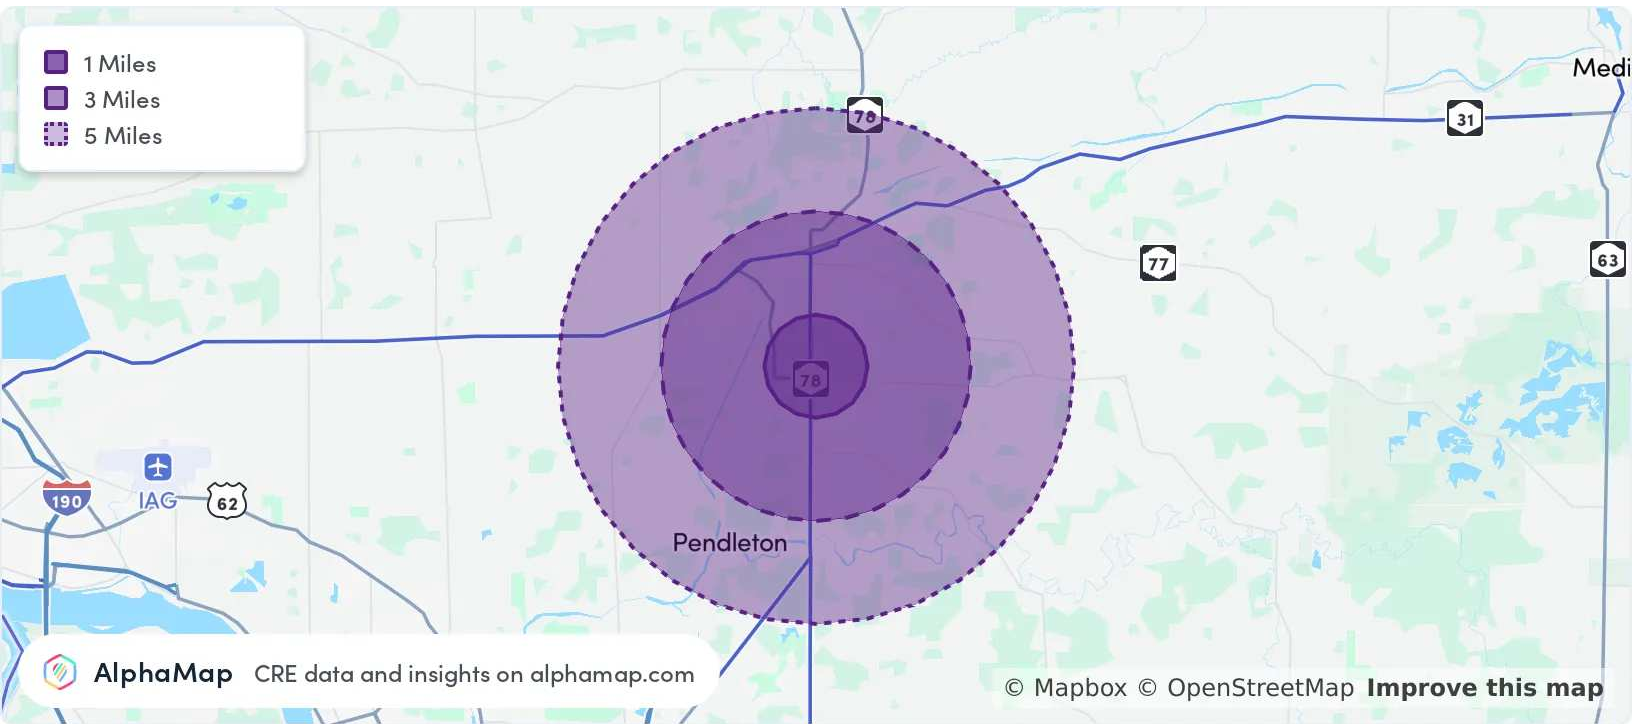 1 Miles
3 Miles
5 Miles
Medi
78
31
77
63
78
190
IAG
62
Pendleton
AlphaMap CRE data and insights on alphamap.com
© Mapbox © OpenStreetMap Improve this map